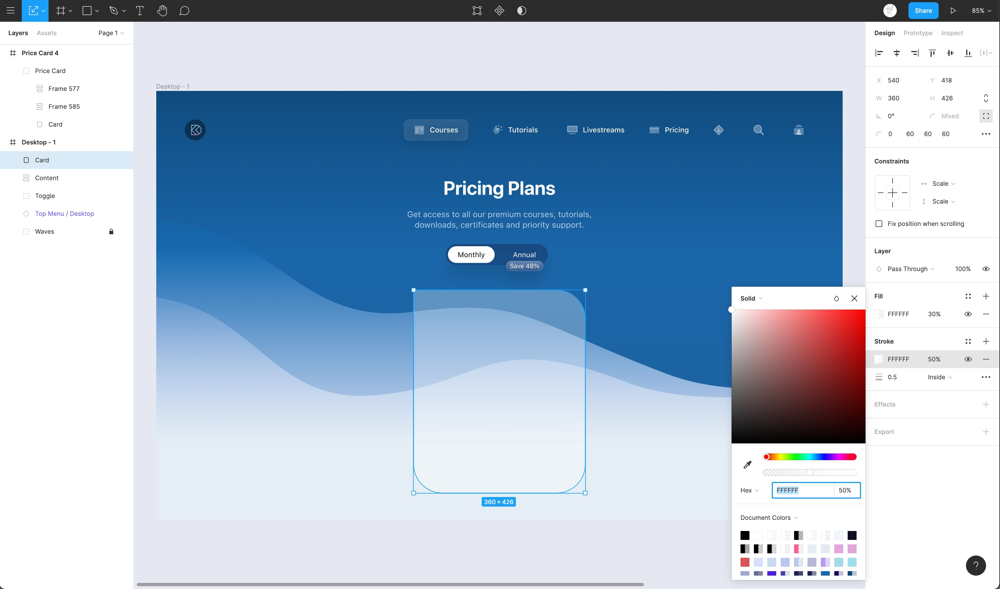 Share
85%
Layers
Assets
Page 1
Price Card 4
Price Card
Frame 577
Frame 585
Card
Desktop - 1
Card
Content
Toggle
Top Menu / Desktop
Waves
Desktop - 1
Courses
Tutorials
Livestreams
Pricing
Pricing Plans
Get access to all our premium courses, tutorials,
downloads, certificates and priority support.
Monthly
Annual
Save 48%
360 × 426
Solid
Hex
FFFFFF
50%
Document Colors
Design
Prototype
Inspect
X 540
Y 418
W 360
H 426
0°
Mixed
0 60 60 60
Constraints
Scale
Scale
Fix position when scrolling
Layer
Pass Through
100%
Fill
FFFFFF 30%
Stroke
FFFFFF 50%
0.5 Inside
Effects
Export
?